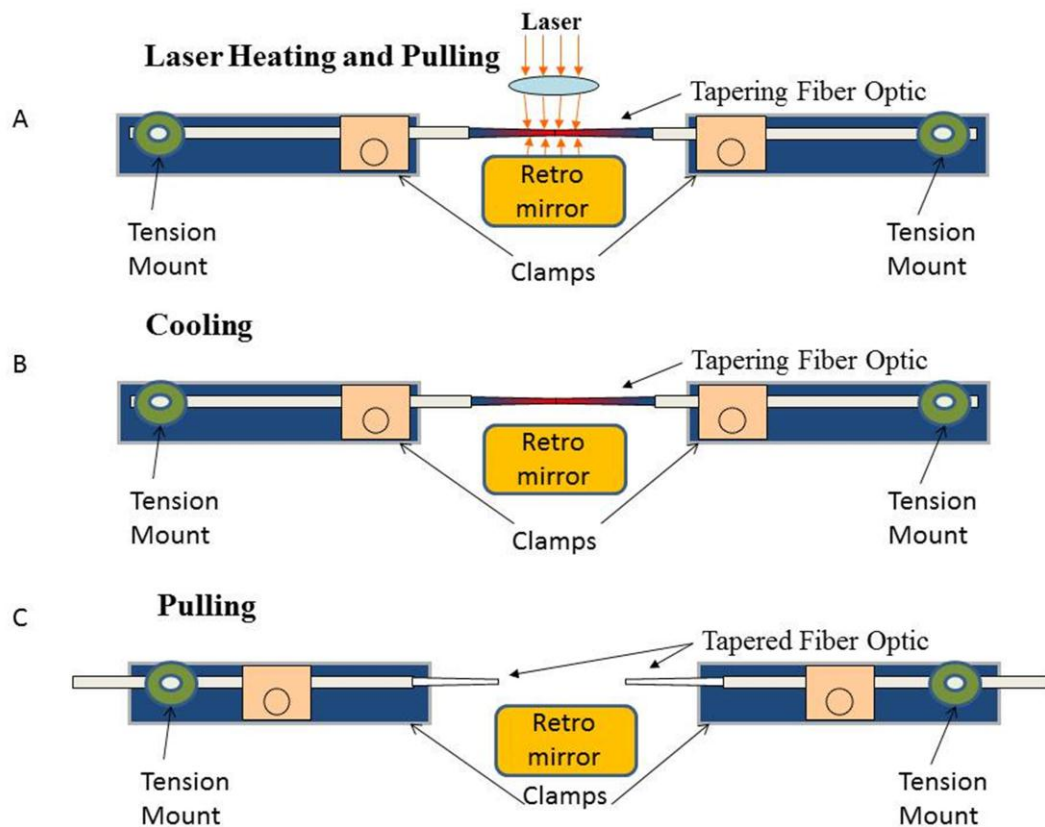 Laser
Laser Heating and Pulling
A
Tapering Fiber Optic
Retro
mirror
Tension
Mount
Clamps
Tension
Mount
Cooling
B
Tapering Fiber Optic
Retro
mirror
Tension
Mount
Clamps
Tension
Mount
Pulling
C
Tapered Fiber Optic
Retro
mirror
Tension
Mount
Clamps
Tension
Mount